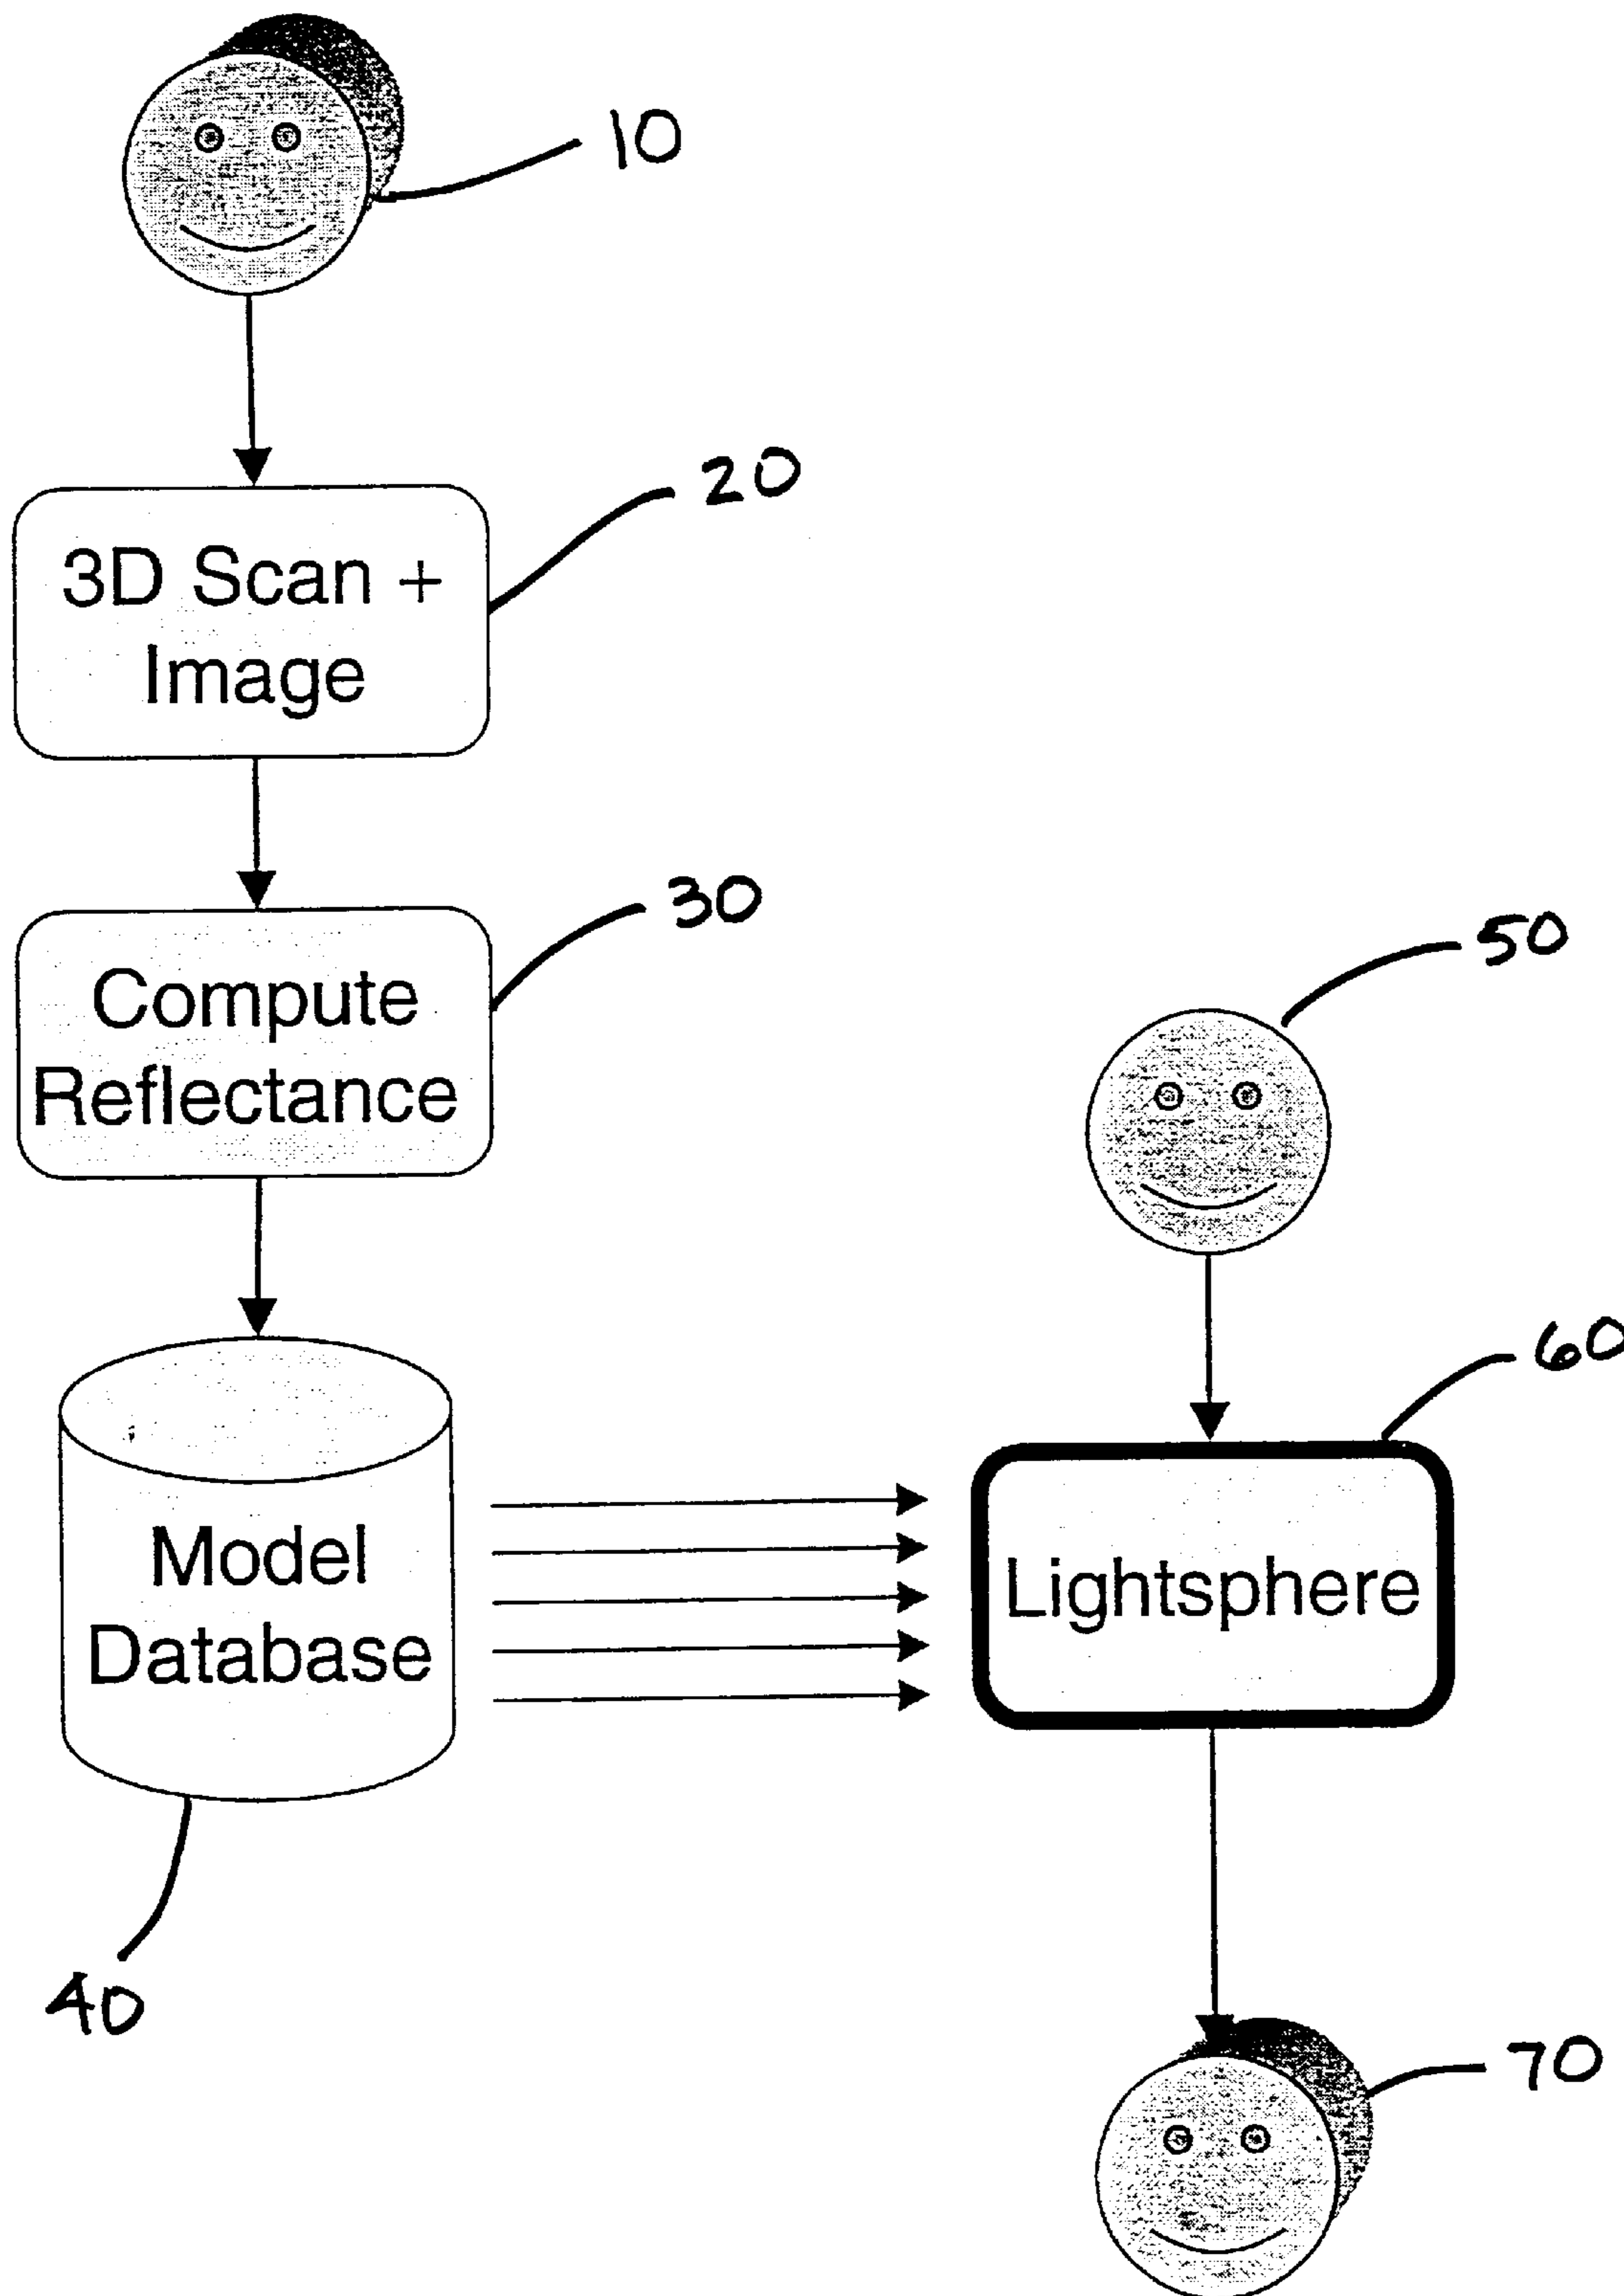 10
20
3D Scan +
Image
30
Compute
Reflectance
50
60
Model
Database
Lightsphere
40
70